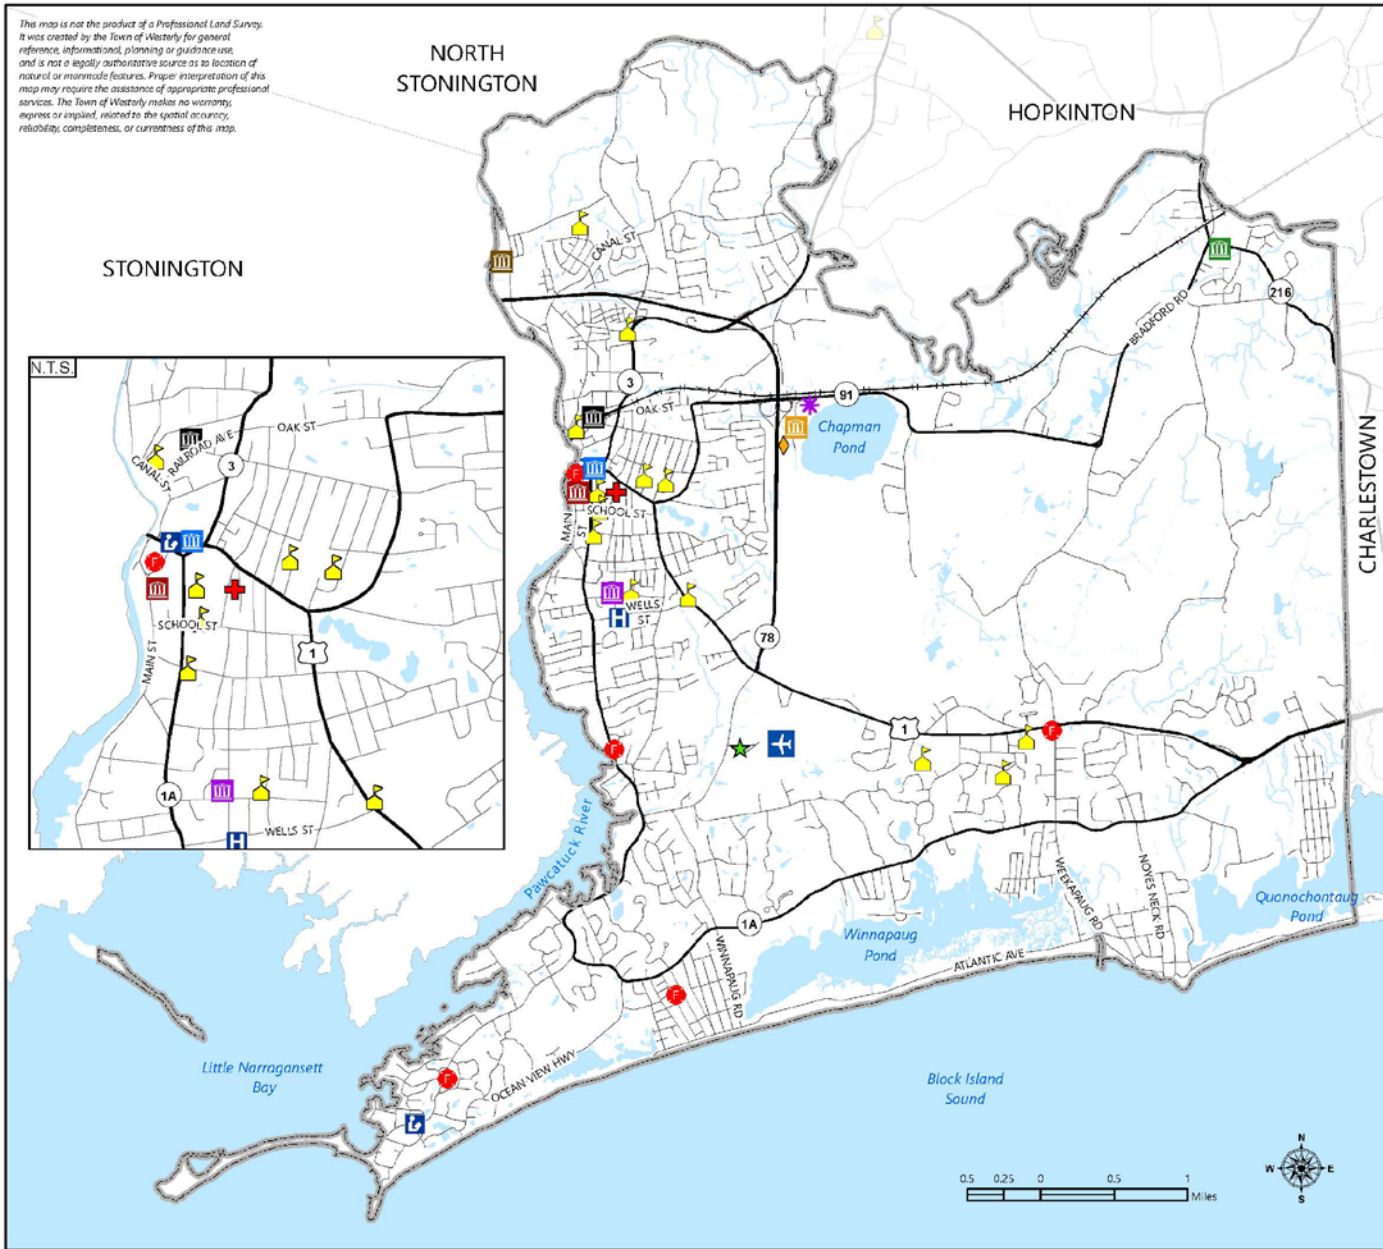 This map is not the product of a Professional Land Survey.
It was created by the Town of Westerly for general
reference, informational, planning or guidance use,
and is not a legally authoritative source as to location of
natural or manmade features. Proper interpretation of this
map may require the assistance of appropriate professional
services. The Town of Westerly makes no warranty,
express or implied, related to the spatial accuracy,
reliability, completeness, or currentness of this map.
NORTH
STONINGTON
HOPKINTON
STONINGTON
CANAL ST
216
BRADFORD RD
N.T.S.
3
OAK ST
91
Chapman
Pond
CHARLESTOWN
OAK ST
RAILROAD AVE
CANAL ST
3
F
MAIN
ST
SCHOOL ST
F
SCHOOL ST
MAIN ST
1
WELLS
ST
H
78
1A
WELLS ST
H
1
F
F
Pawcatuck River
WEEKAPAUG RD
NOYES NECK RD
Quonochontaug
Pond
1A
WINNAPAUG RD
Winnapaug
Pond
ATLANTIC AVE
F
Little Narragansett
Bay
F
OCEAN VIEW HWY
Block Island
Sound
N
W
E
S
0.5 0.25 0 0.5 1
Miles